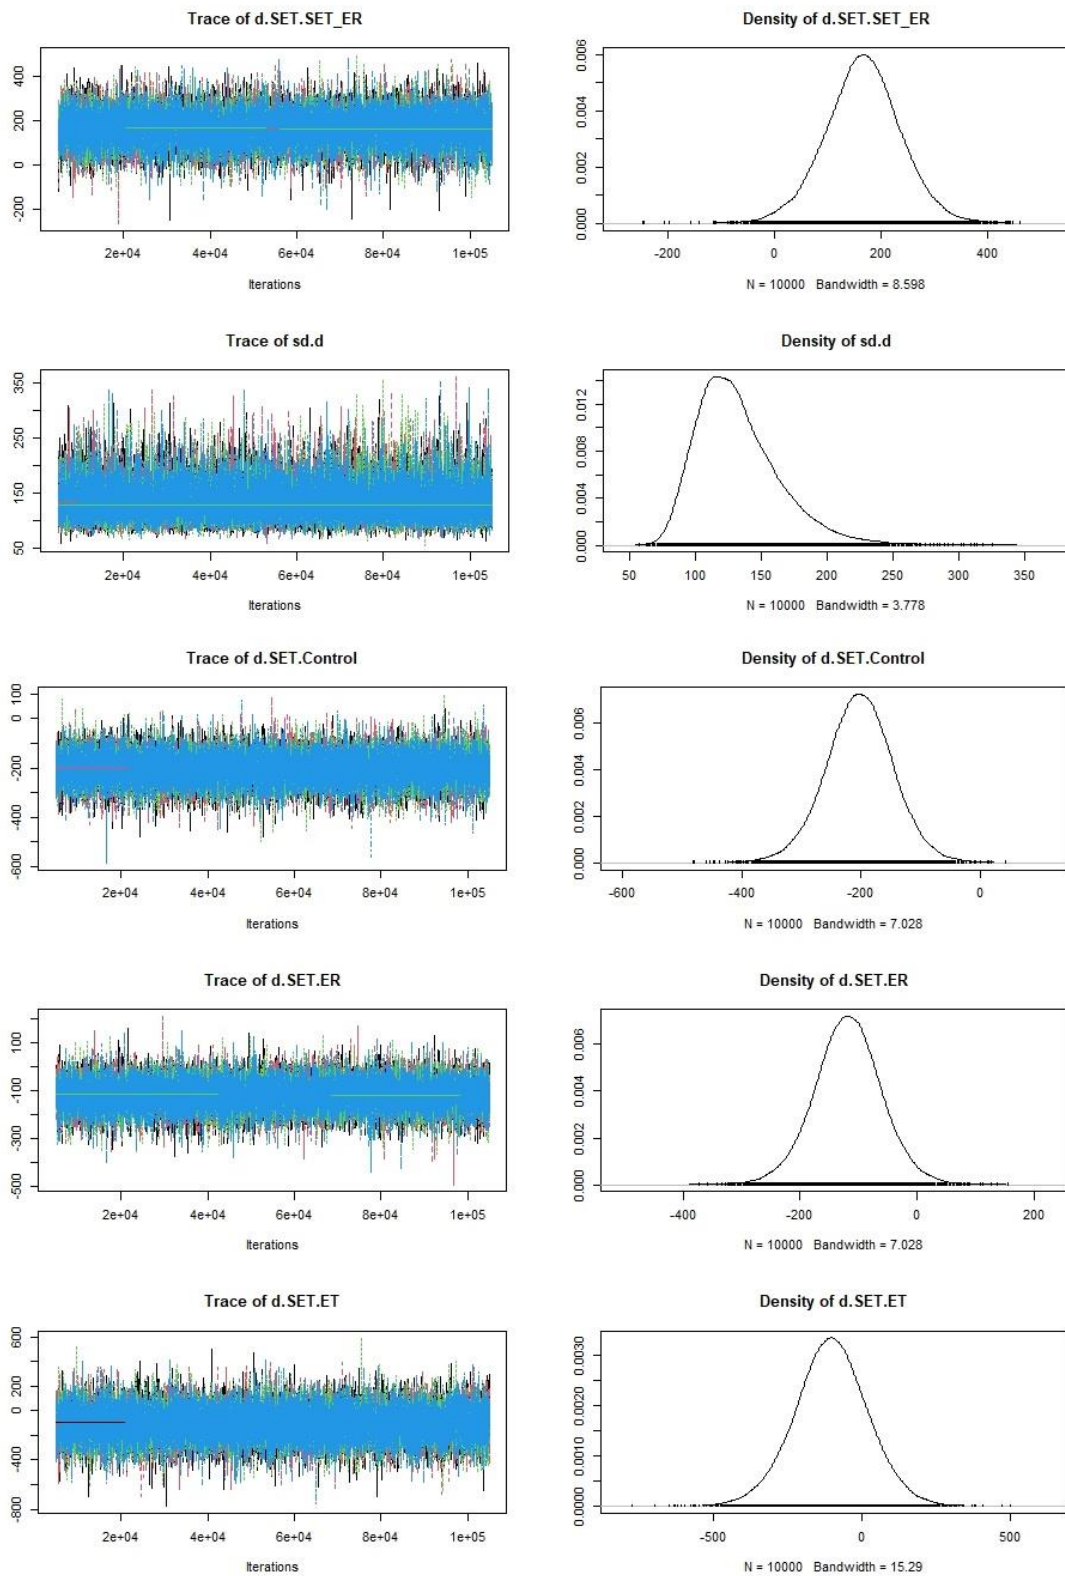 Trace of d.SET.SET_ER
Density of d.SET.SET_ER
400
200
0
-200
2e+04 4e+04 6e+04 8e+04 1e+05
Iterations
0.006
0.004
0.002
0.000
-200 0 200 400
N = 10000 Bandwidth = 8.598
Trace of sd.d
Density of sd.d
350
250
150
50
2e+04 4e+04 6e+04 8e+04 1e+05
Iterations
0.012
0.008
0.004
0.000
50 100 150 200 250 300 350
N = 10000 Bandwidth = 3.778
Trace of d.SET.Control
Density of d.SET.Control
100
0
-200
-400
-600
2e+04 4e+04 6e+04 8e+04 1e+05
Iterations
0.006
0.004
0.002
0.000
-600 -400 -200 0
N = 10000 Bandwidth = 7.028
Trace of d.SET.ER
Density of d.SET.ER
100
-100
-300
-500
2e+04 4e+04 6e+04 8e+04 1e+05
Iterations
0.006
0.004
0.002
0.000
-400 -200 0 200
N = 10000 Bandwidth = 7.028
Trace of d.SET.ET
Density of d.SET.ET
600
200
0
-400
-800
2e+04 4e+04 6e+04 8e+04 1e+05
Iterations
0.0030
0.0020
0.0010
0.0000
-500 0 500
N = 10000 Bandwidth = 15.29